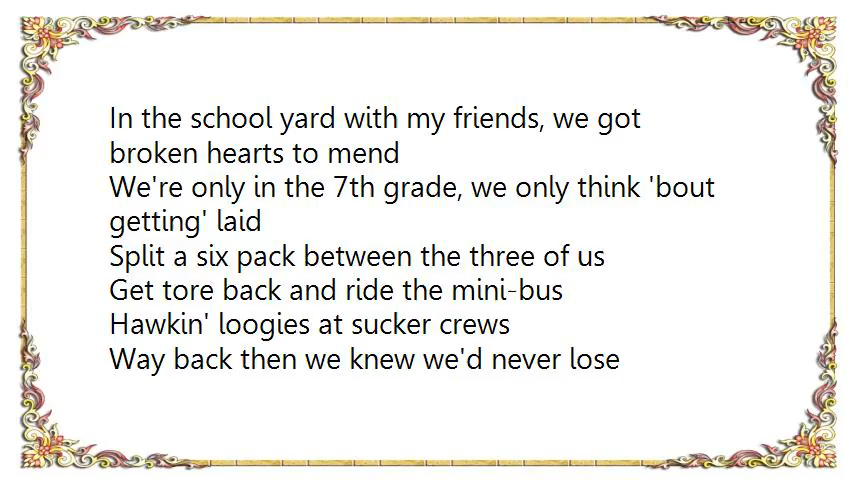 In the school yard with my friends, we got
broken hearts to mend
We're only in the 7th grade, we only think 'bout
getting' laid
Split a six pack between the three of us
Get tore back and ride the mini-bus
Hawkin' loogies at sucker crews
Way back then we knew we'd never lose